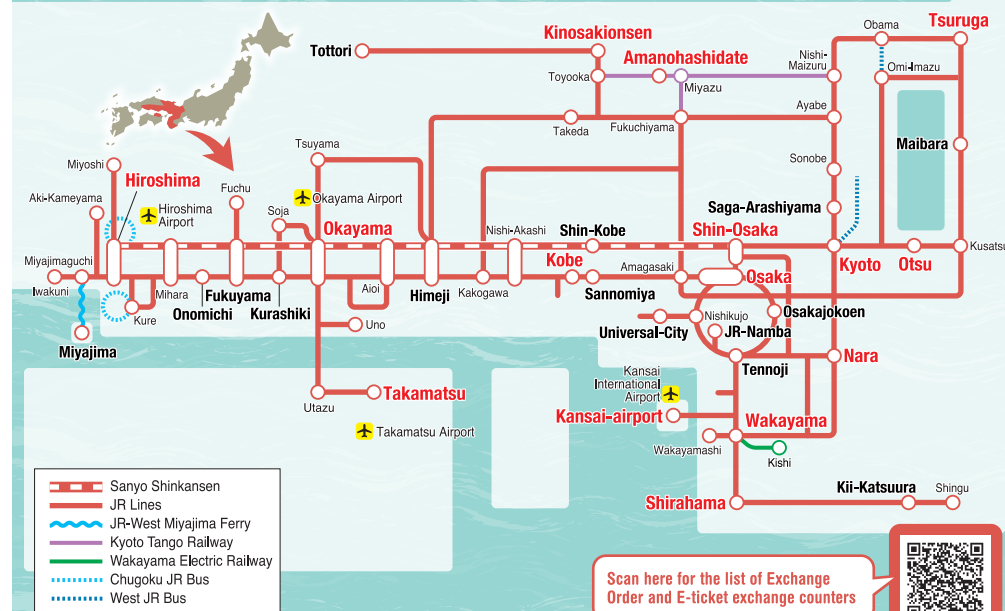 Tottori
Kinosakionsen
Toyooka
Amanohashidate
Miyazu
Nishi-
Maizuru
Obama
Tsuruga
Omi-Imazu
Ayabe
Takeda
Fukuchiyama
Maibara
Sonobe
Saga-Arashiyama
Miyoshi
Hiroshima
Aki-Kameyama
Hiroshima
Airport
Fuchu
Tsuyama
Okayama Airport
Soja
Okayama
Nishi-Akashi
Shin-Kobe
Shin-Osaka
Kyoto
Otsu
Kusatsu
Miyajimaguchi
Iwakuni
Mihara
Fukuyama
Onomichi
Kurashiki
Aioi
Himeji
Kakogawa
Kobe
Sannomiya
Amagasaki
Osaka
Kure
Miyajima
Uno
Universal-City
Nishikujo
JR-Namba
Osakajokoen
Tennoji
Nara
Utazu
Takamatsu
Takamatsu Airport
Kansai
International
Airport
Kansai-airport
Wakayama
Wakayamashi
Kishi
Shirahama
Kii-Katsuura
Shingu
Sanyo Shinkansen
JR Lines
JR-West Miyajima Ferry
Kyoto Tango Railway
Wakayama Electric Railway
Chugoku JR Bus
West JR Bus
Scan here for the list of Exchange
Order and E-ticket exchange counters